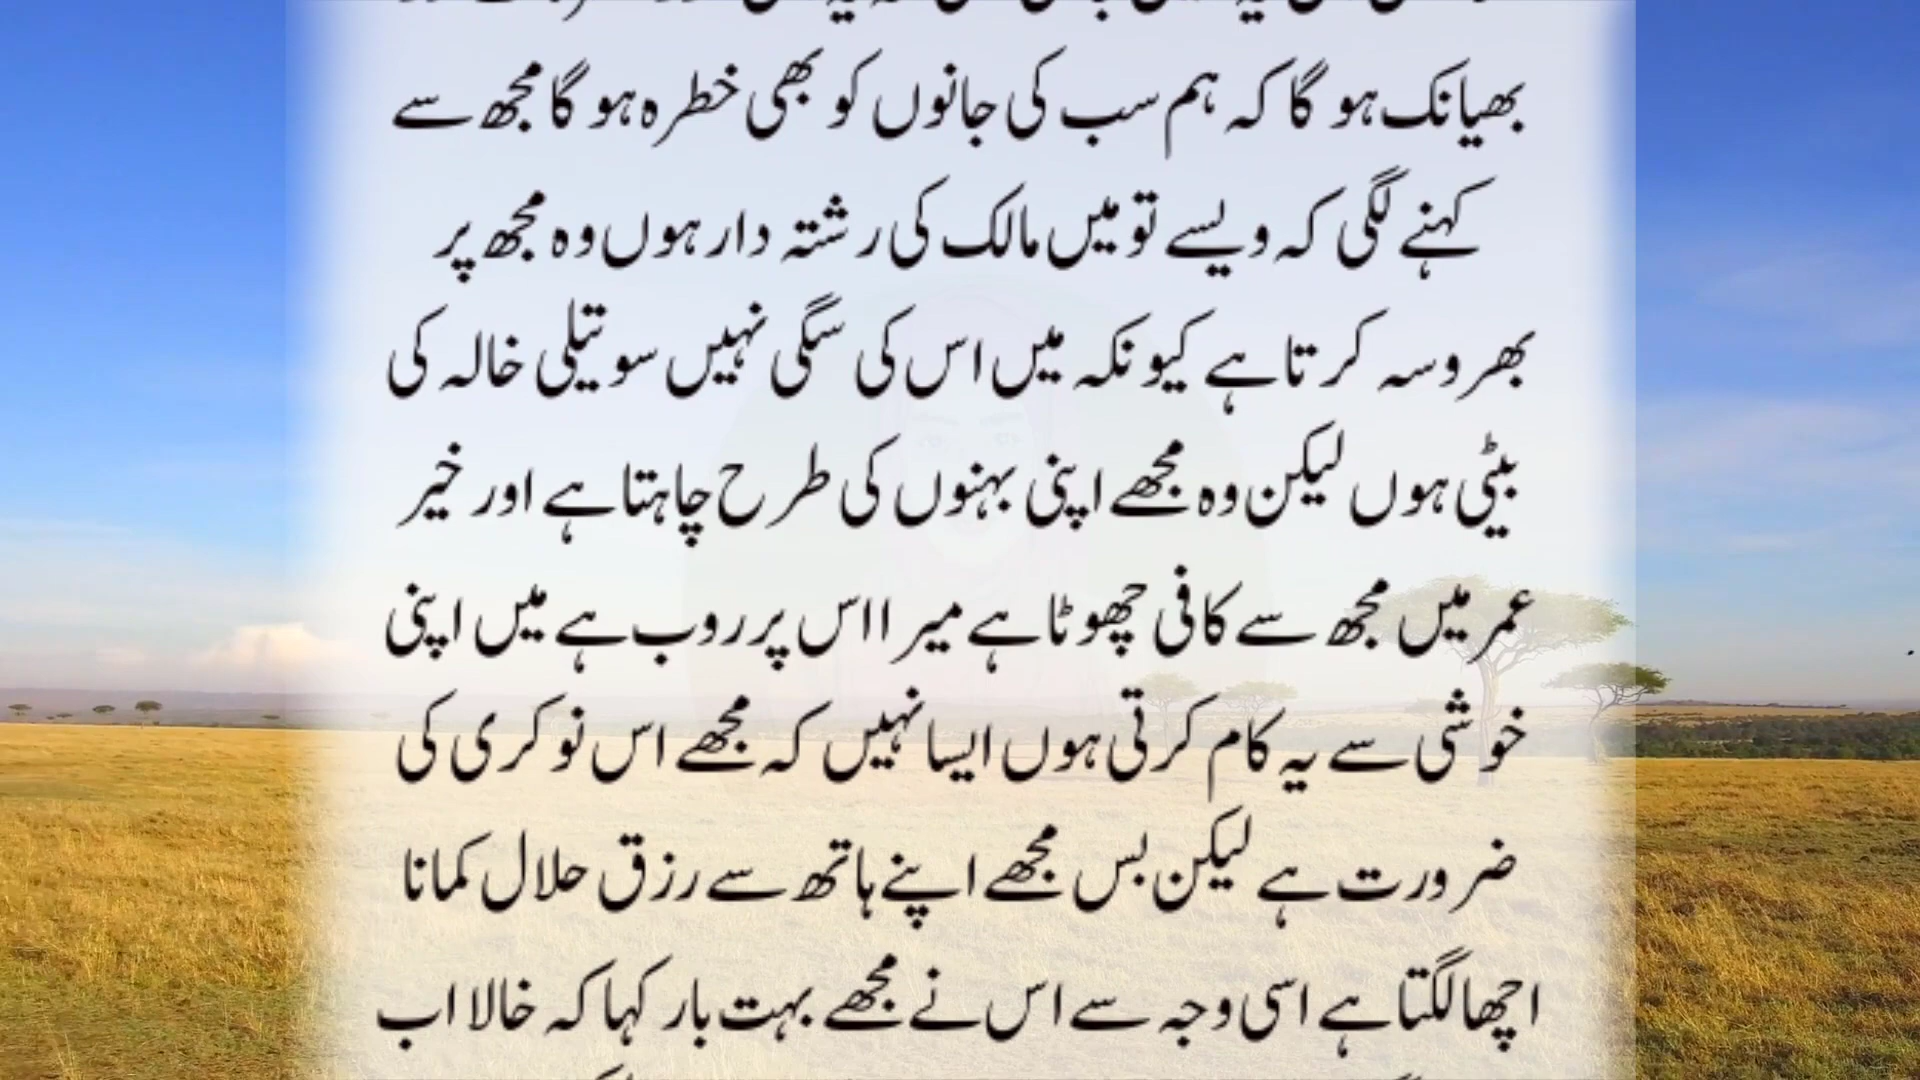 بھیانک ہو گا کہ ہم سب کی جانوں کو بھی خطرہ ہو گا مجھ سے
کہنے لگی کہ ویسے تو میں مالک کی رشتہ دار ہوں وہ مجھ پر
بھروسہ کرتا ہے کیونکہ میں اس کی سگی نہیں سوتیلی خالہ کی
بیٹی ہوں لیکن وہ مجھے اپنی بہنوں کی طرح چاہتا ہے اور خیر
عمر میں مجھ سے کافی چھوٹا ہے میرا اس پر روب ہے میں اپنی
خوشی سے یہ کام کرتی ہوں ایسا نہیں کہ مجھے اس نوکری کی
ضرورت ہے لیکن بس مجھے اپنے ہاتھ سے رزق حلال کمانا
اچھا لگتا ہے اسی وجہ سے اس نے مجھے بہت بار کہا کہ خالا اب